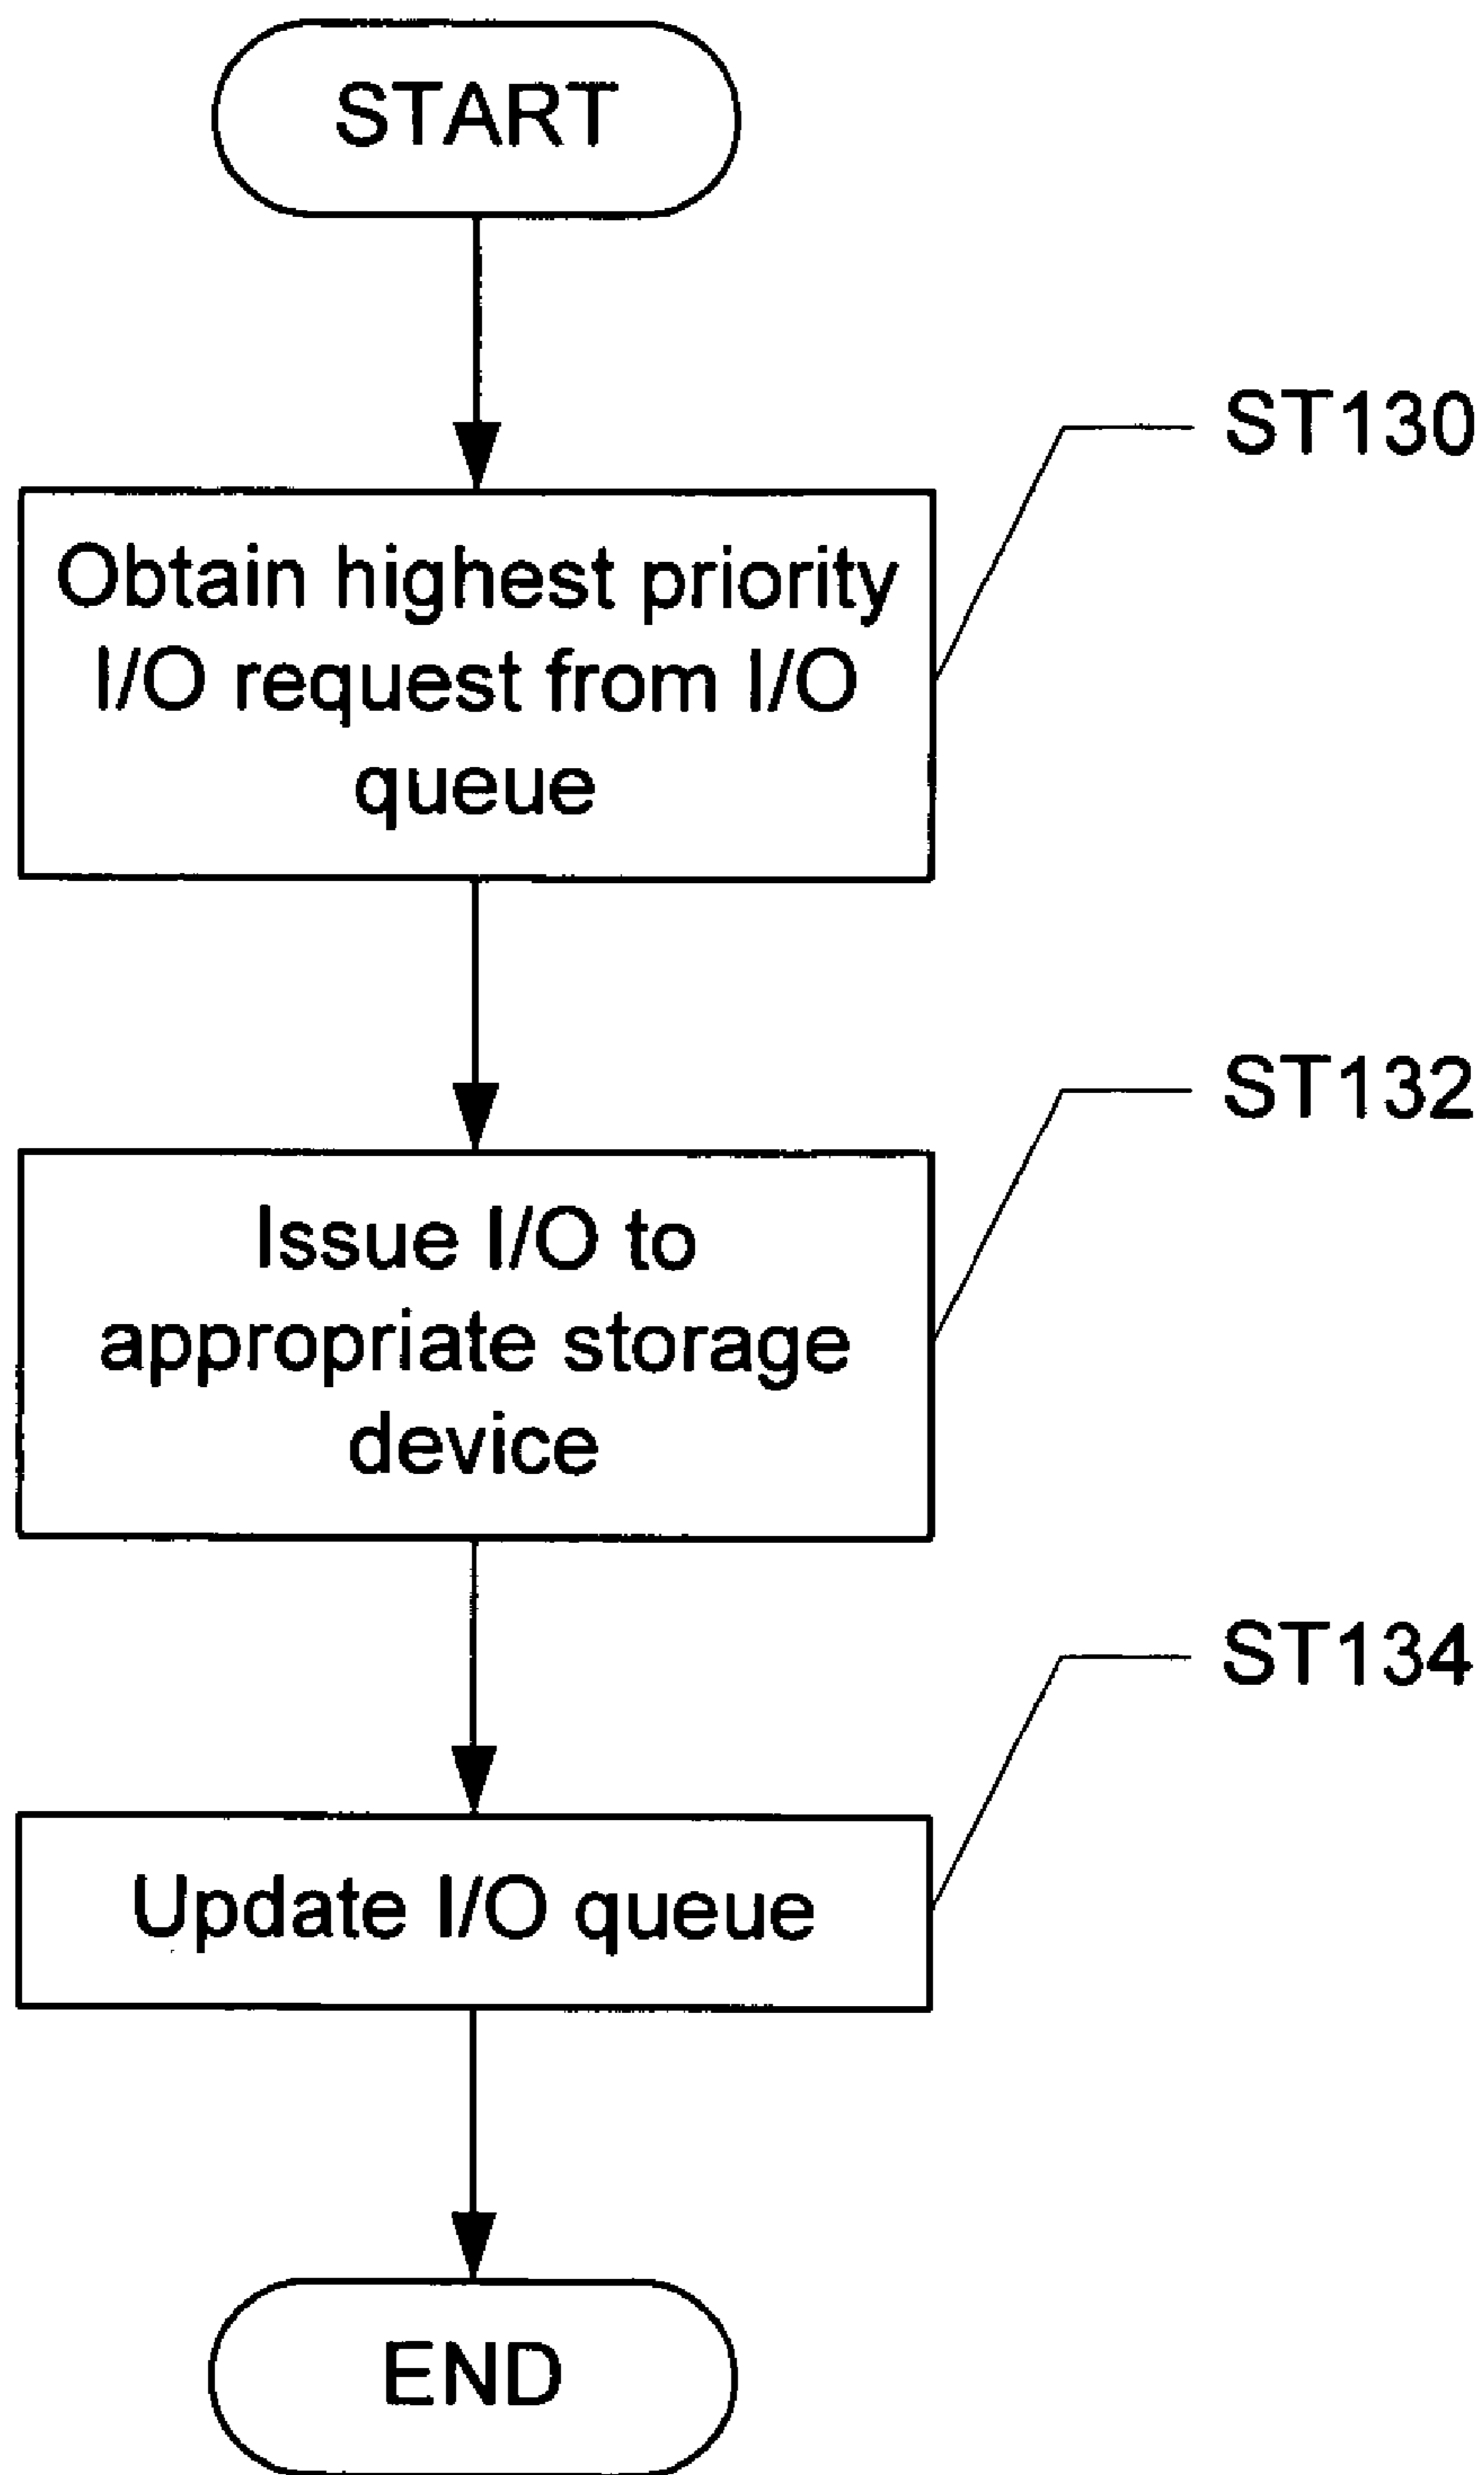 START
ST130
Obtain highest priority
I/O request from I/O
queue
ST132
Issue I/O to
appropriate storage
device
ST134
Update I/O queue
END